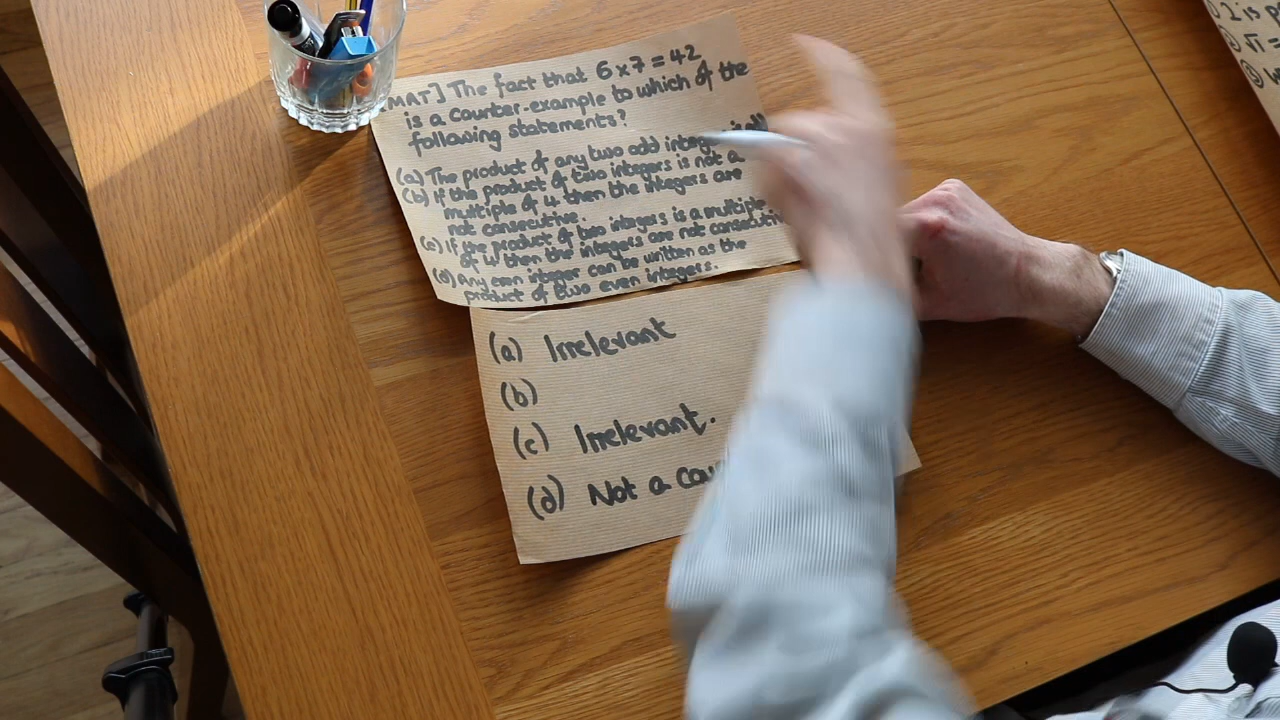 MAT] The fact that 6 x 7 = 42
is a counter-example to which of the
following statements?
(a) The product of any two odd
(b) If the product of two integers is not a
multiple of 4 then the integers are
not consecutive.
(c) If the product of two integers is a multiple
of 4 then the integers are not consecutive
(d) Any even integer can be written as the
product of two even integers.
(a) Irrelevant
(b)
(c) Irrelevant.
(d) Not a
2 is